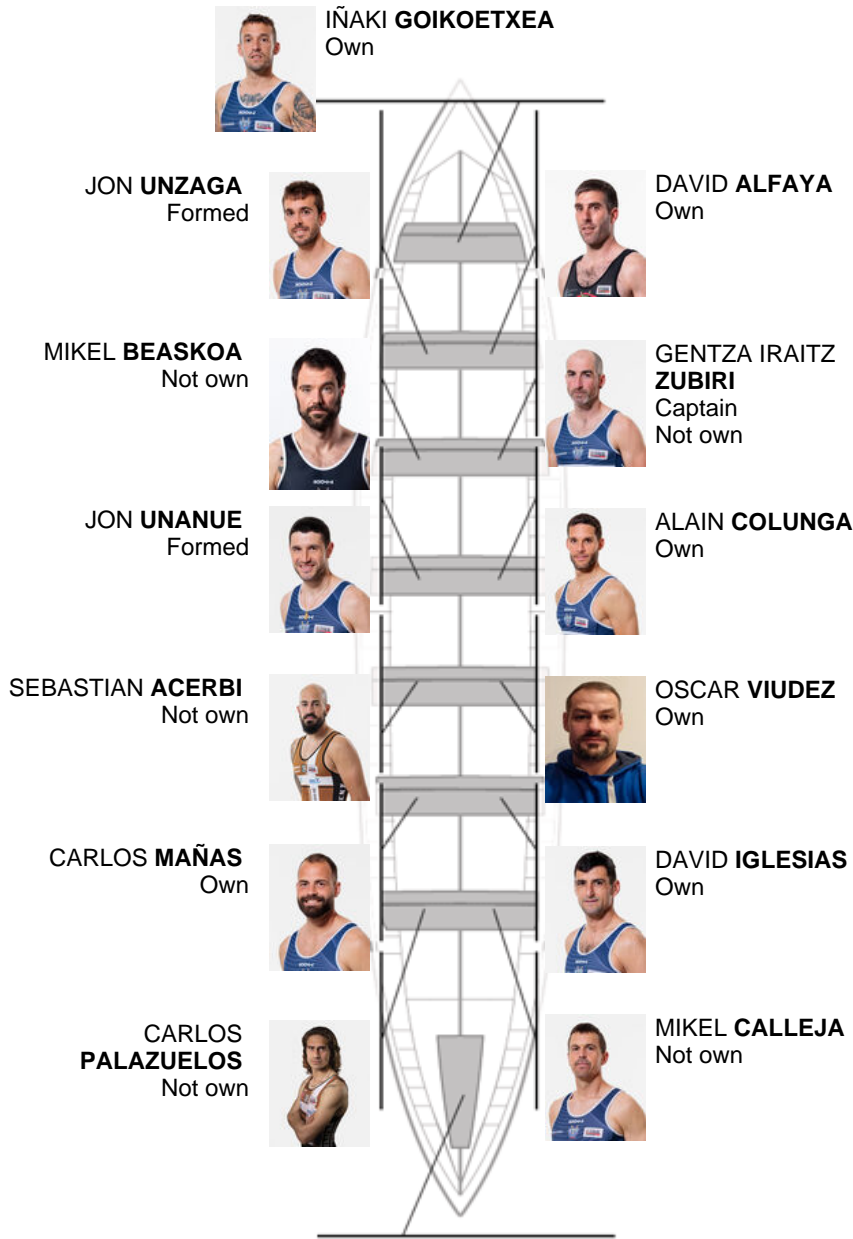 IÑAKI GOIKOETXEA
Own
JON UNZAGA
Formed
DAVID ALFAYA
Own
MIKEL BEASKOA
Not own
GENTZA IRAITZ
ZUBIRI
Captain
Not own
JON UNANUE
Formed
ALAIN COLUNGA
Own
SEBASTIAN ACERBI
Not own
OSCAR VIUDEZ
Own
CARLOS MAÑAS
Own
DAVID IGLESIAS
Own
CARLOS
PALAZUELOS
Not own
MIKEL CALLEJA
Not own